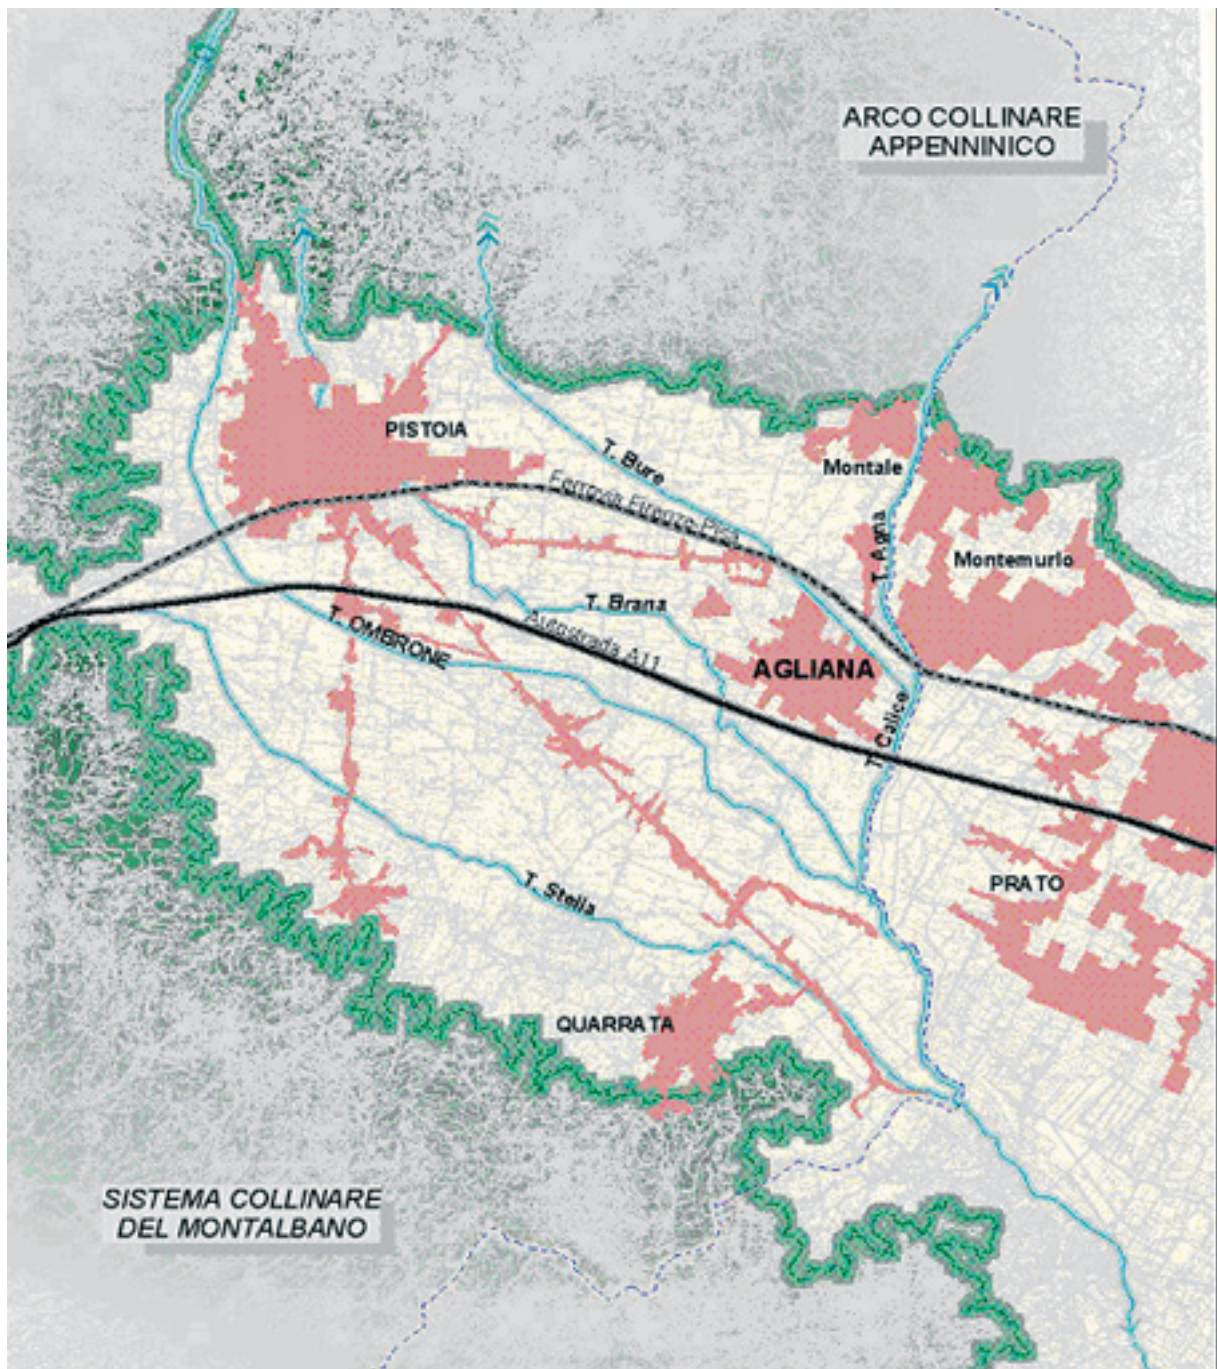 ARCO COLLINARE
APPENNINICO
PISTOIA
T. Bure
Montale
Ferrovia Firenze-Pisa
T. Agna
Montemurlo
T. Brana
T. OMBRONE
Autostrada A11
AGLIANA
T. Calice
T. Stella
PRATO
QUARRATA
SISTEMA COLLINARE
DEL MONTALBANO